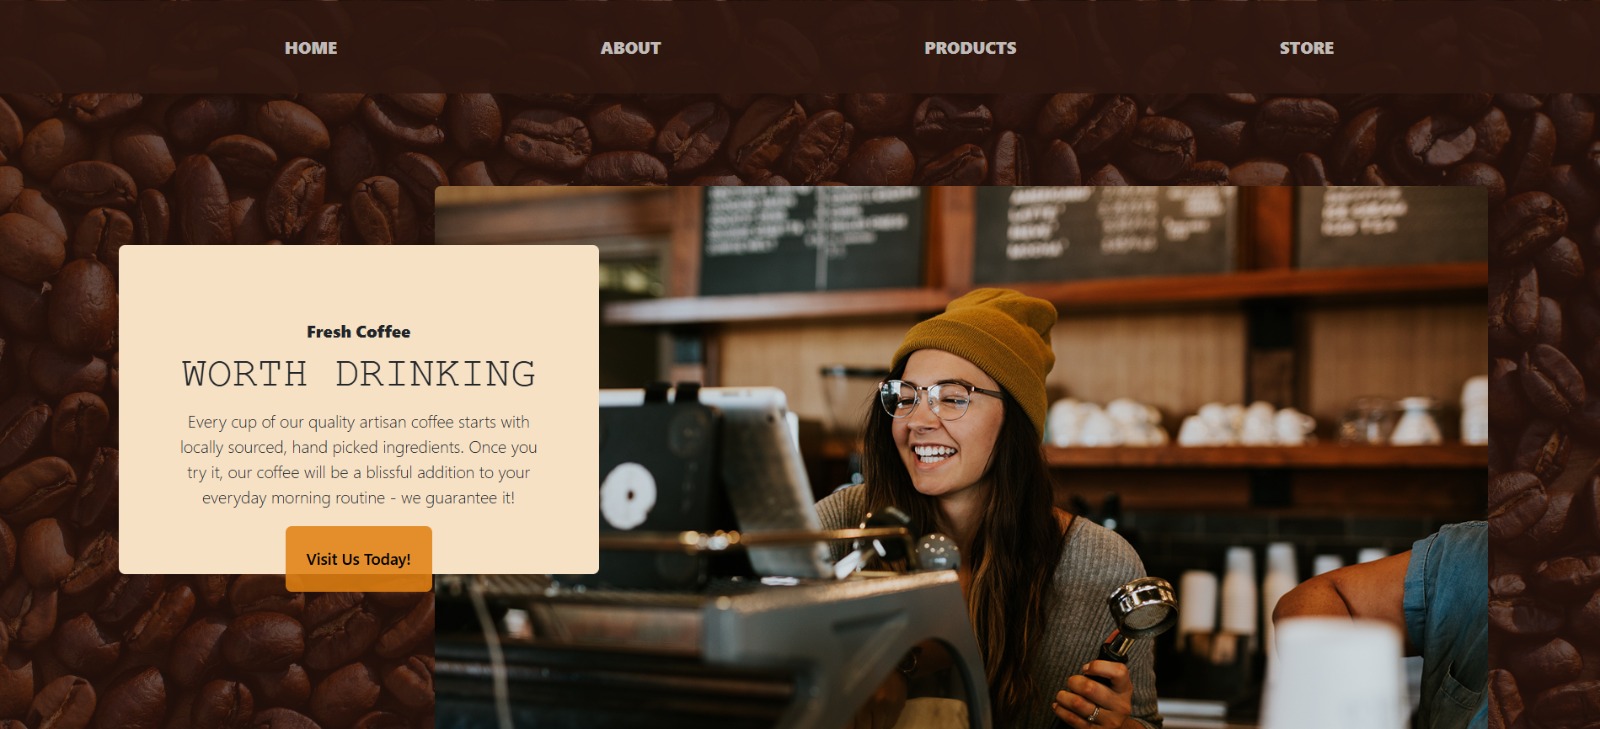 HOME ABOUT PRODUCTS STORE
Fresh Coffee
WORTH DRINKING
Every cup of our quality artisan coffee starts with
locally sourced, hand picked ingredients. Once you
try it, our coffee will be a blissful addition to your
everyday morning routine - we guarantee it!
Visit Us Today!